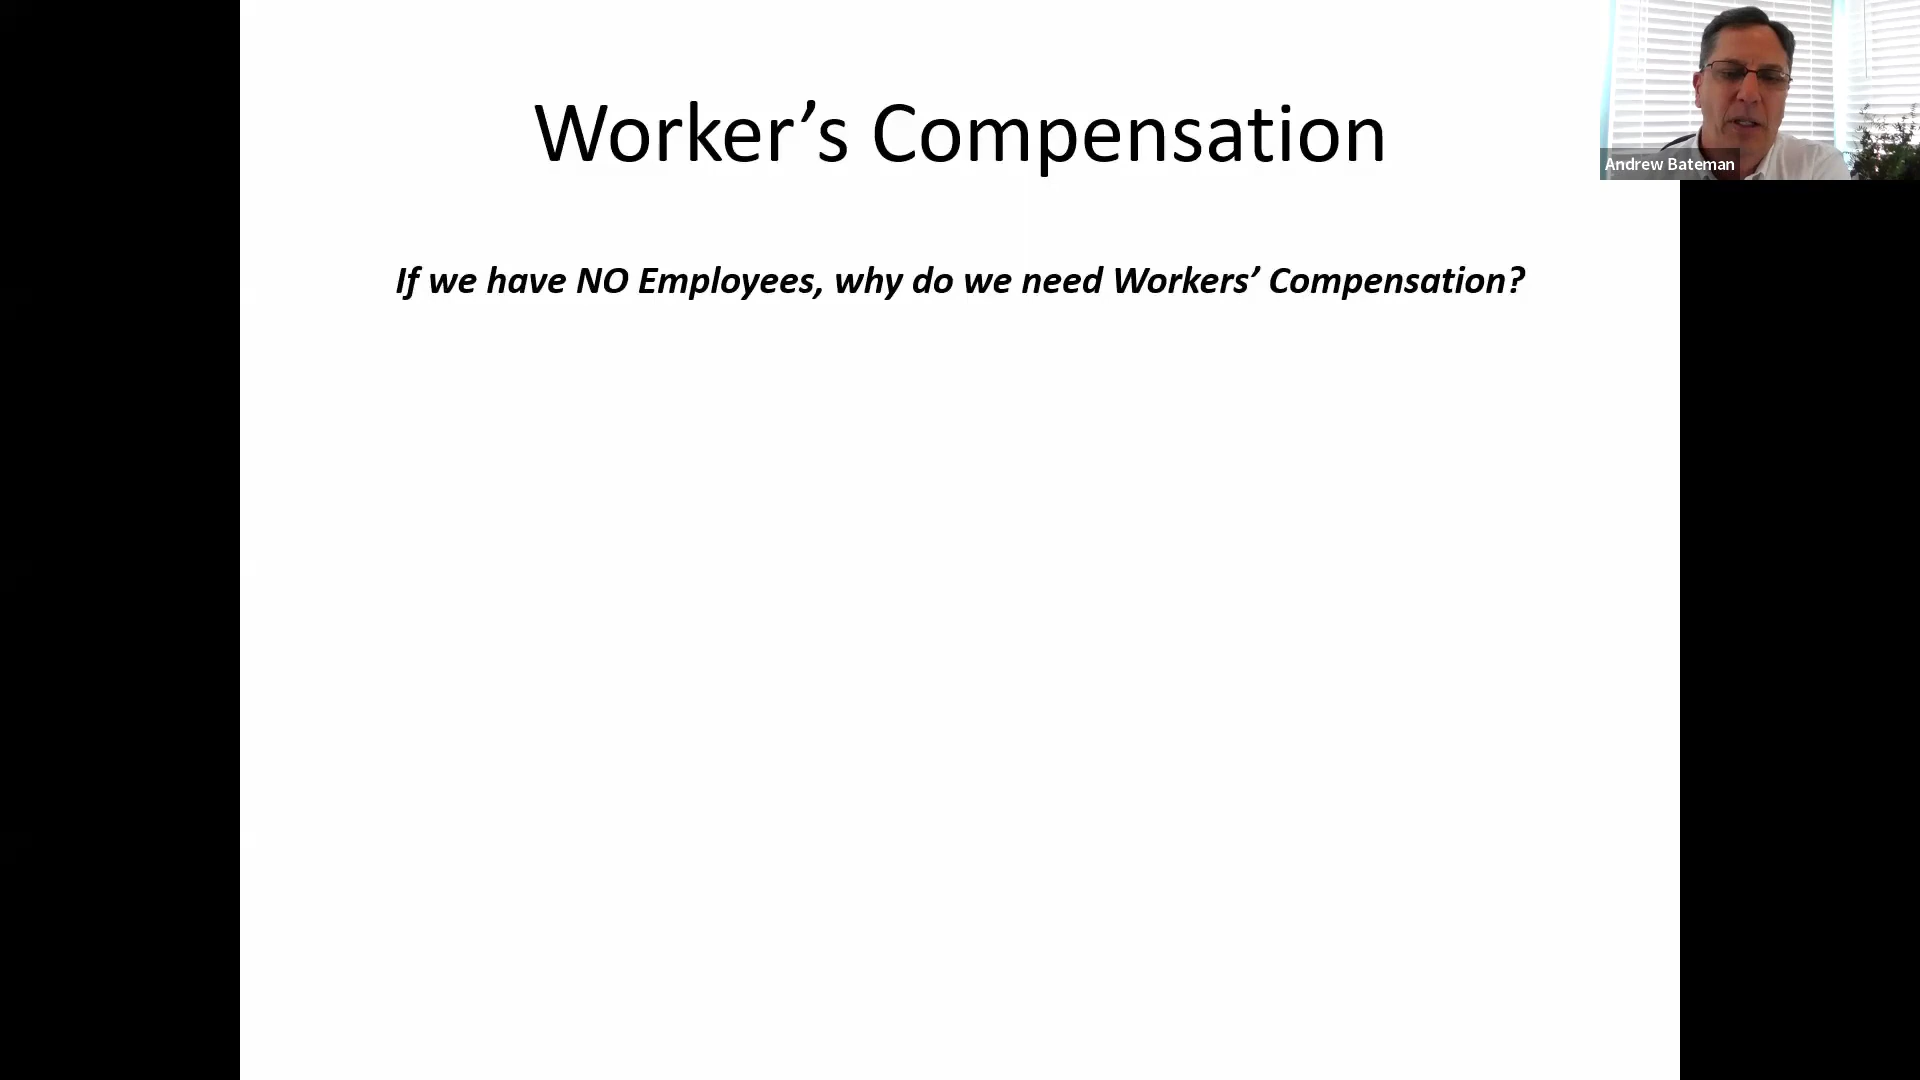 Worker’s Compensation
Andrew Bateman
If we have NO Employees, why do we need Workers’ Compensation?